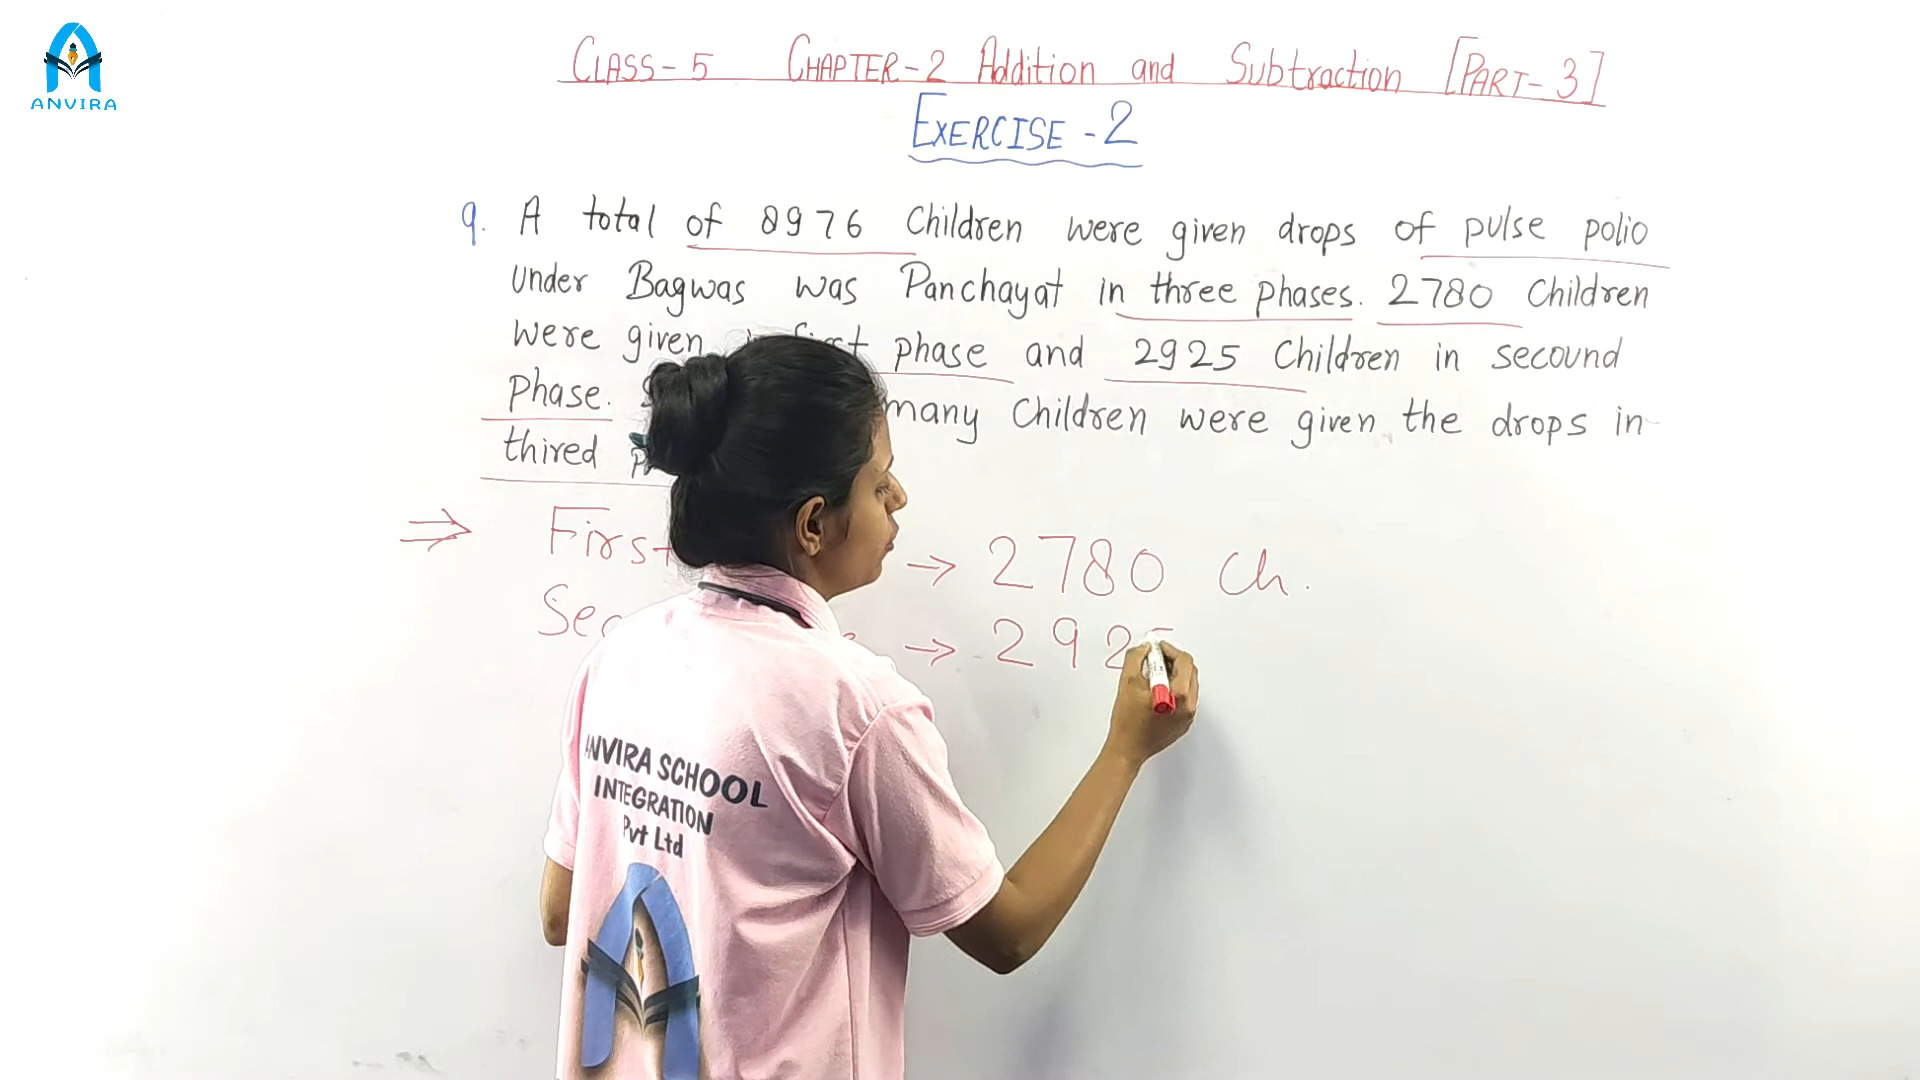 ANVIRA
CLASS-5 CHAPTER-2 Addition and Subtraction [PART-3]
EXERCISE-2
9. A total of 8976 Children were given drops of pulse polio
under Bagwas was Panchayat in three phases. 2780 Children
were given phase and 2925 Children in secound
Phase. many Children were given the drops in
thired
⇒ First → 2780 Ch.
→ 292
ANVIRA SCHOOL
INTEGRATION
Pvt Ltd